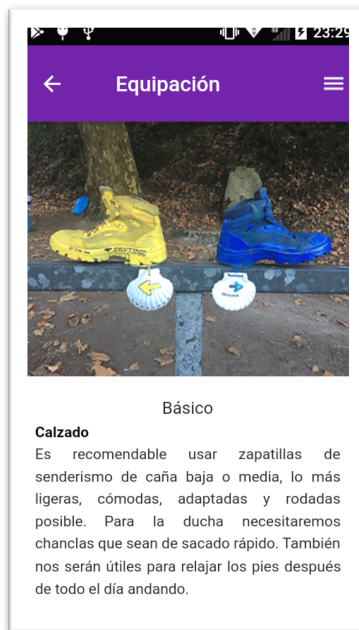 23:29
Equipación
SANTIAGO
Básico
Calzado
Es recomendable usar zapatillas de
senderismo de caña baja o media, lo más
ligeras, cómodas, adaptadas y rodadas
posible. Para la ducha necesitaremos
chanclas que sean de sacado rápido. También
nos serán útiles para relajar los pies después
de todo el día andando.